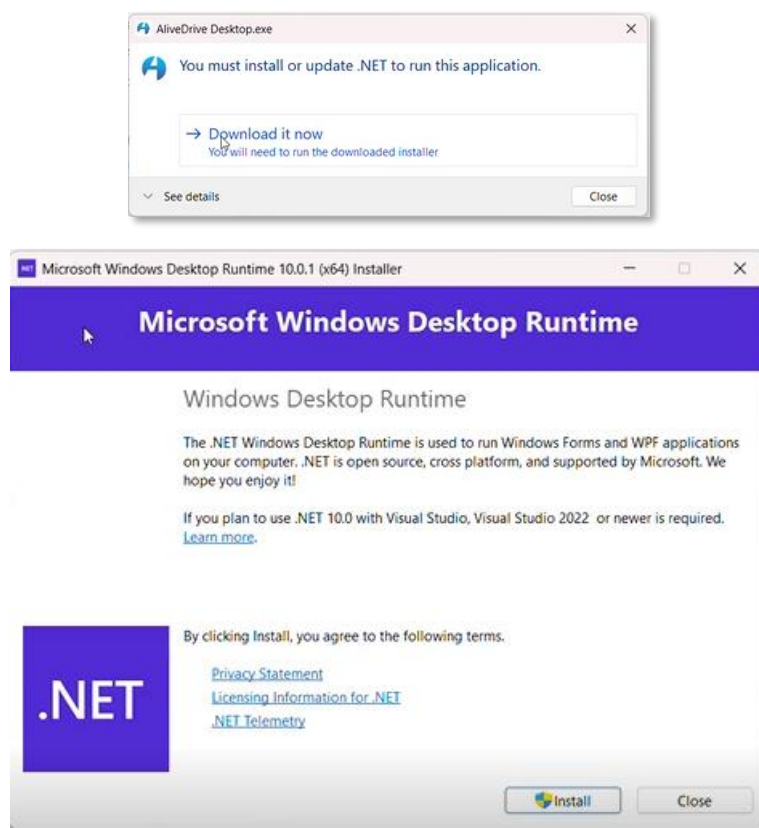 AliveDrive Desktop.exe
You must install or update .NET to run this application.
Download it now
You will need to run the downloaded installer
See details
Close
Microsoft Windows Desktop Runtime 10.0.1 (x64) Installer
Microsoft Windows Desktop Runtime
Windows Desktop Runtime
The .NET Windows Desktop Runtime is used to run Windows Forms and WPF applications
on your computer. .NET is open source, cross platform, and supported by Microsoft. We
hope you enjoy it!
If you plan to use .NET 10.0 with Visual Studio, Visual Studio 2022 or newer is required.
Learn more.
By clicking Install, you agree to the following terms.
Privacy Statement
Licensing Information for .NET
.NET Telemetry
.NET
Install
Close